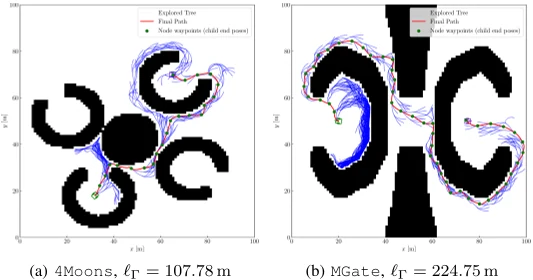 Explored Tree
Final Path
Node waypoints (child end poses)
100
80
60
40
20
0
y [m]
0
20
40
60
80
100
x [m]
(a) 4Moons, ℓΓ = 107.78 m
Explored Tree
Final Path
Node waypoints (child end poses)
100
80
60
40
20
0
y [m]
0
20
40
60
80
100
x [m]
(b) MGate, ℓΓ = 224.75 m